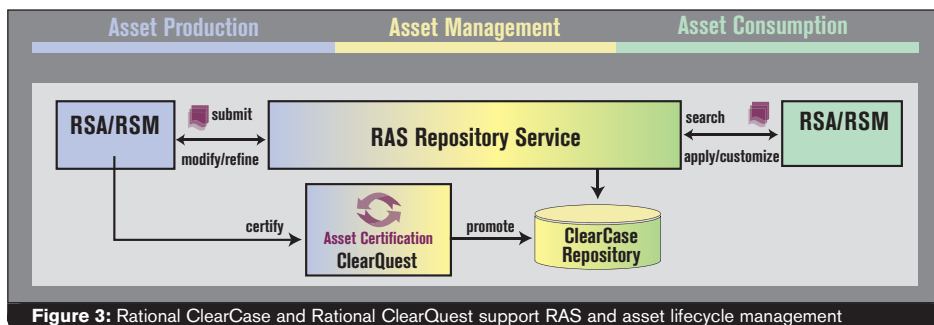 Asset Production
Asset Management
Asset Consumption
RSA/RSM
submit
modify/refine
RAS Repository Service
search
apply/customize
RSA/RSM
certify
Asset Certification
ClearQuest
promote
ClearCase
Repository
Figure 3: Rational ClearCase and Rational ClearQuest support RAS and asset lifecycle management